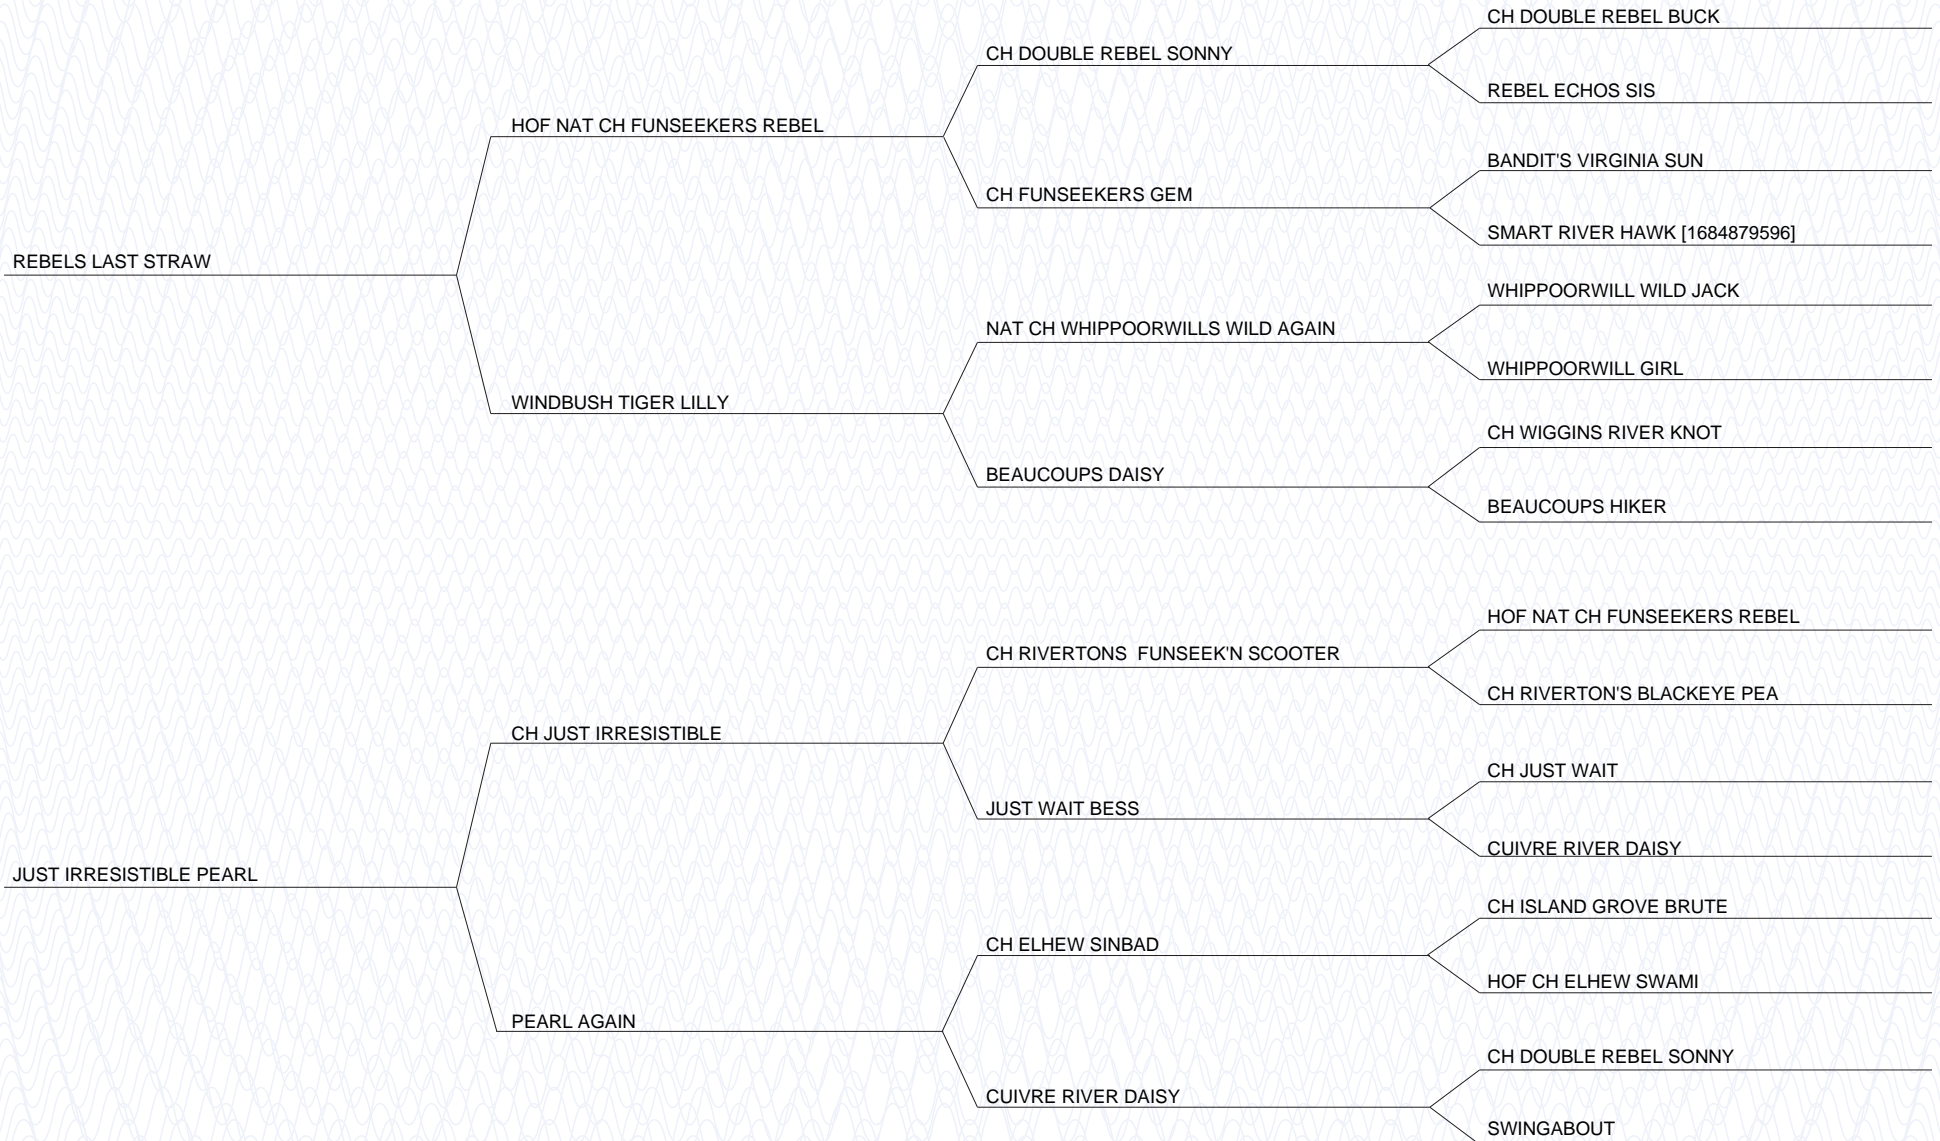 CH DOUBLE REBEL BUCK
CH DOUBLE REBEL SONNY
REBEL ECHOS SIS
HOF NAT CH FUNSEEKERS REBEL
BANDIT'S VIRGINIA SUN
CH FUNSEEKERS GEM
SMART RIVER HAWK [1684879596]
REBELS LAST STRAW
WHIPPOORWILL WILD JACK
NAT CH WHIPPOORWILLS WILD AGAIN
WHIPPOORWILL GIRL
WINDBUSH TIGER LILLY
CH WIGGINS RIVER KNOT
BEAUCOUPS DAISY
BEAUCOUPS HIKER
HOF NAT CH FUNSEEKERS REBEL
CH RIVERTONS  FUNSEEK'N SCOOTER
CH RIVERTON'S BLACKEYE PEA
CH JUST IRRESISTIBLE
CH JUST WAIT
JUST WAIT BESS
CUIVRE RIVER DAISY
JUST IRRESISTIBLE PEARL
CH ISLAND GROVE BRUTE
CH ELHEW SINBAD
HOF CH ELHEW SWAMI
PEARL AGAIN
CH DOUBLE REBEL SONNY
CUIVRE RIVER DAISY
SWINGABOUT